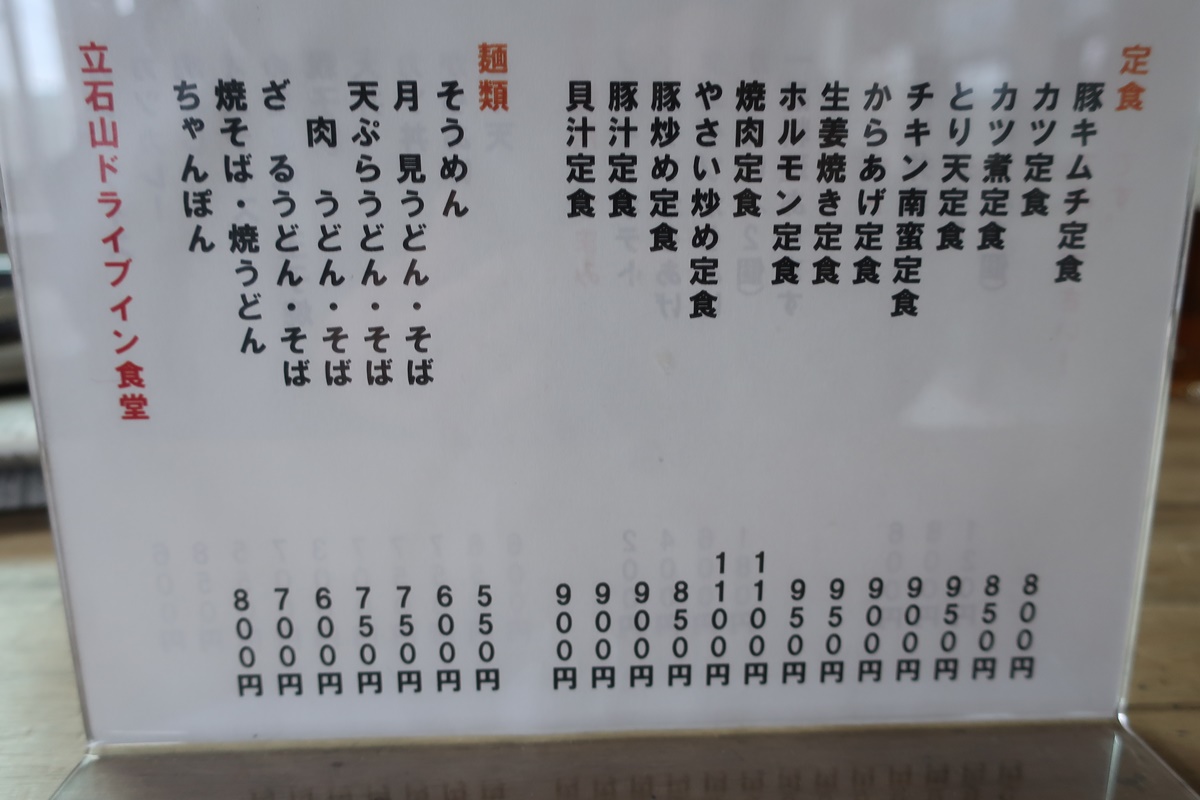 定食
豚キムチ定食 800円
カツ定食 850円
カツ煮定食 950円
とり天定食 900円
チキン南蛮定食 900円
からあげ定食 950円
生姜焼き定食 950円
ホルモン定食 1100円
焼肉定食 1100円
やさい炒め定食 850円
豚炒め定食 900円
豚汁定食 900円
貝汁定食 900円
麺類
そうめん 550円
月 見うどん・そば 600円
天ぷらうどん・そば 750円
肉 うどん・そば 750円
ざ るうどん・そば 600円
焼そば・焼うどん 700円
ちゃんぽん 800円
立石山ドライブイン食堂